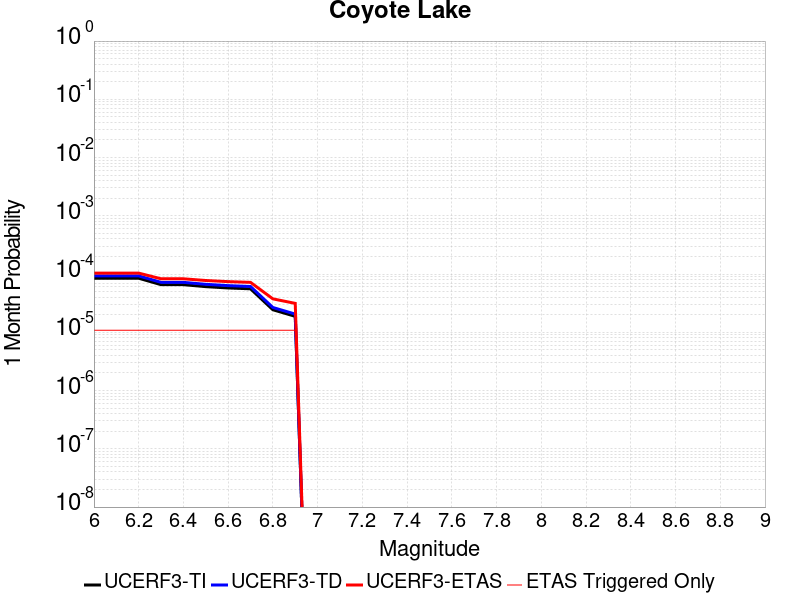 Coyote Lake
10 0
10 -1
10 -2
10 -3
10 -4
10 -5
10 -6
10 -7
10 -8
1 Month Probability
6 6.2 6.4 6.6 6.8 7 7.2 7.4 7.6 7.8 8 8.2 8.4 8.6 8.8 9
Magnitude
UCERF3-TI UCERF3-TD UCERF3-ETAS ETAS Triggered Only